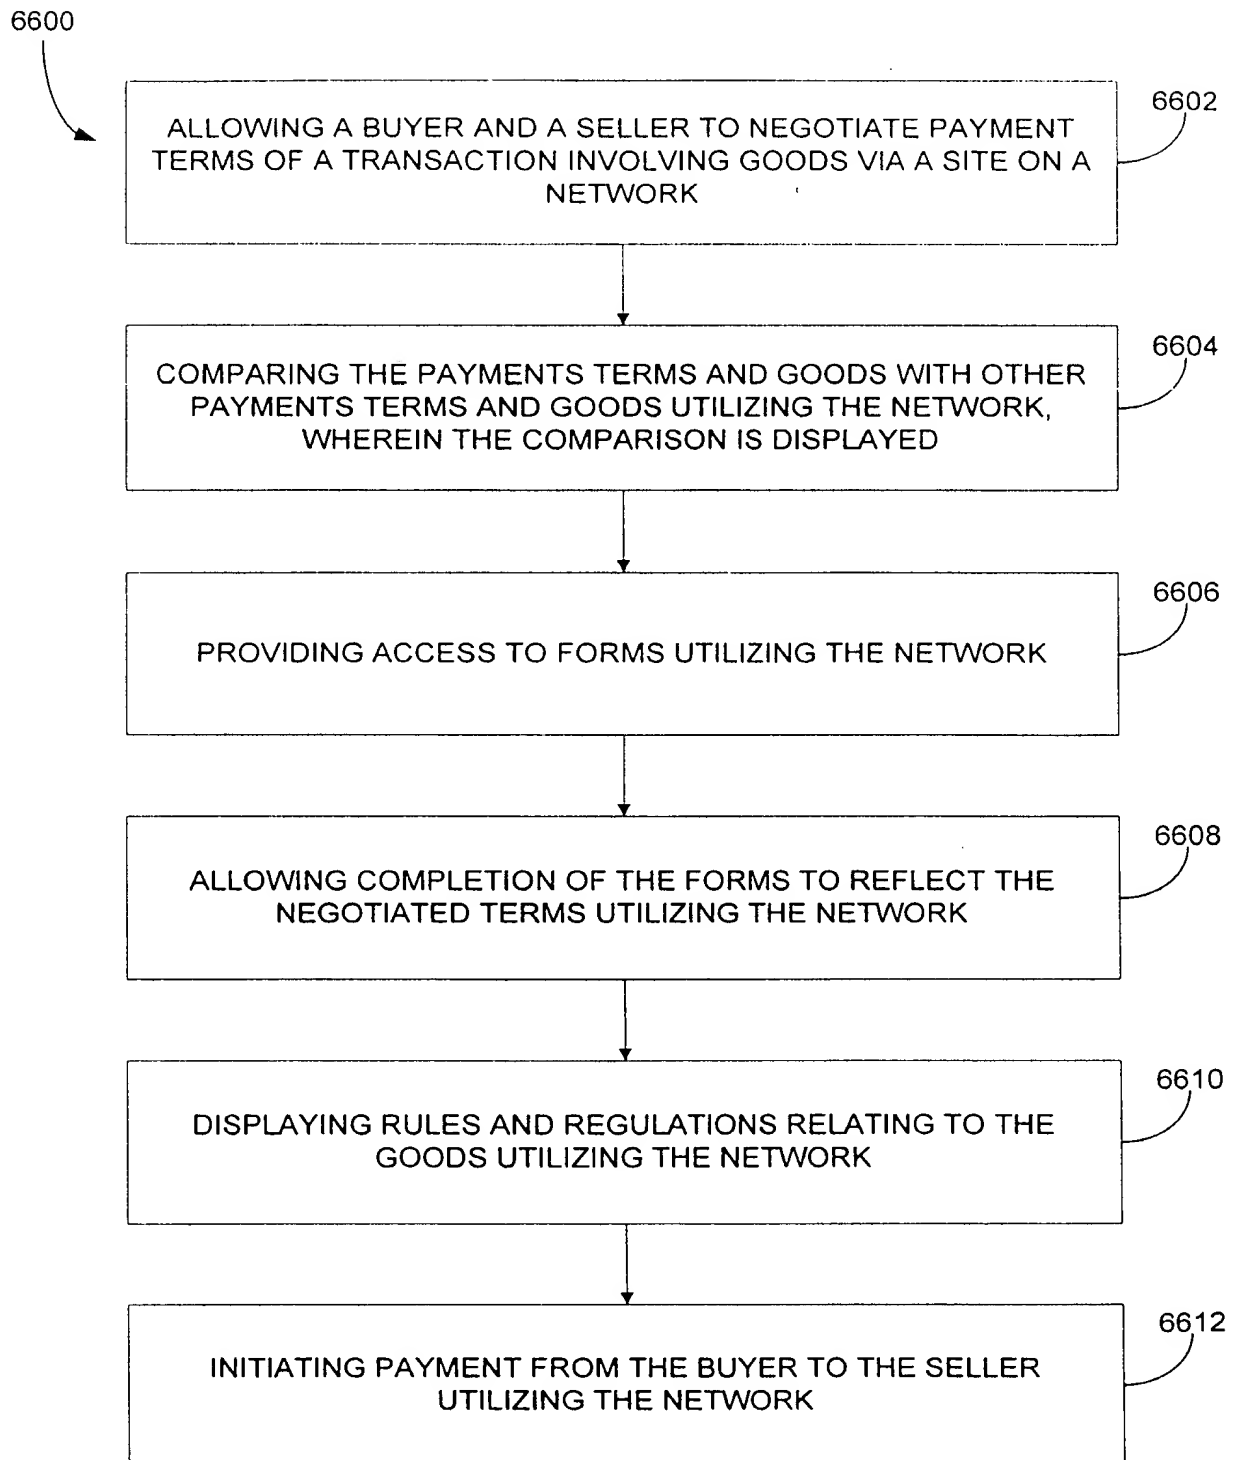 6600
6602
ALLOWING A BUYER AND A SELLER TO NEGOTIATE PAYMENT
TERMS OF A TRANSACTION INVOLVING GOODS VIA A SITE ON A
NETWORK
6604
COMPARING THE PAYMENTS TERMS AND GOODS WITH OTHER
PAYMENTS TERMS AND GOODS UTILIZING THE NETWORK,
WHEREIN THE COMPARISON IS DISPLAYED
6606
PROVIDING ACCESS TO FORMS UTILIZING THE NETWORK
6608
ALLOWING COMPLETION OF THE FORMS TO REFLECT THE
NEGOTIATED TERMS UTILIZING THE NETWORK
6610
DISPLAYING RULES AND REGULATIONS RELATING TO THE
GOODS UTILIZING THE NETWORK
6612
INITIATING PAYMENT FROM THE BUYER TO THE SELLER
UTILIZING THE NETWORK